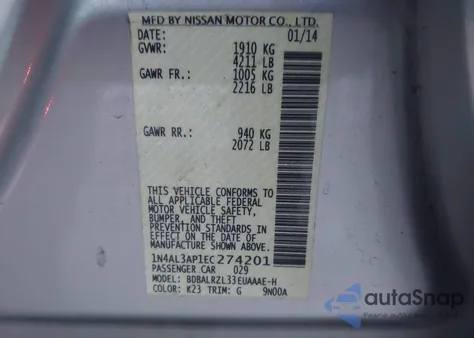 MFD BY NISSAN MOTOR CO., LTD.
DATE: 01/14
GVWR: 1910 KG
4211 LB
GAWR FR.: 1005 KG
2216 LB
GAWR RR.: 940 KG
2072 LB
THIS VEHICLE CONFORMS TO
ALL APPLICABLE FEDERAL
MOTOR VEHICLE SAFETY,
BUMPER, AND THEFT
PREVENTION STANDARDS IN
EFFECT ON THE DATE OF
MANUFACTURE SHOWN ABOVE.
1N4AL3AP1EC274201
PASSENGER CAR 029
MODEL: BDBALRZL33EUAAAE-H
COLOR: K23 TRIM: G 9N00A
autoSnap